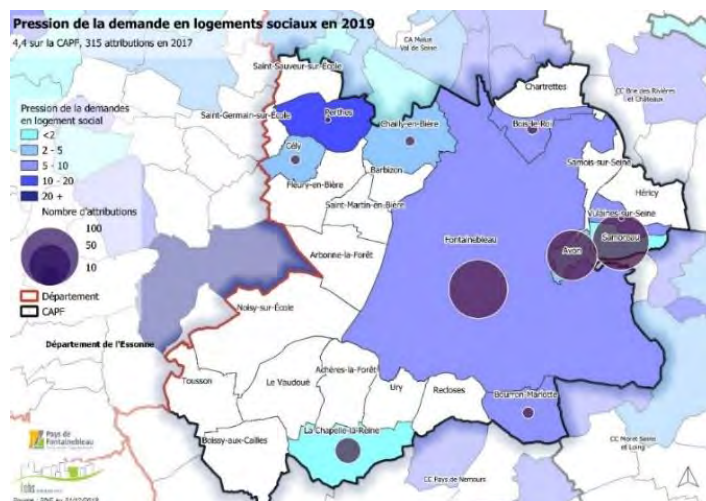 Pression de la demande en logements sociaux en 2019
4,4 sur la CAPF, 315 attributions en 2017
CA Melun
Val de Seine
Saint-Sauveur-sur-École
Chartrettes
CC Brie des Rivières
et Châteaux
Pression de la demandes
en logement social
<2
2 - 5
5 - 10
10 - 20
20 +
Nombre d'attributions
100
50
10
Département
CAPF
Saint-Germain-sur-École
Perthes
Chailly-en-Bière
Bois-le-Roi
Cély
Barbizon
Samois-sur-Seine
Fleury-en-Bière
Héricy
Saint-Martin-en-Bière
Vulaines-sur-Seine
Fontainebleau
Avon
Samoreau
Arbonne-la-Forêt
Noisy-sur-École
Département de l'Essonne
Tousson
Le Vaudoué
Achères-la-Forêt
Ury
Recloses
Bourron-Marlotte
Boissy-aux-Cailles
La Chapelle-la-Reine
CC Moret Seine
et Loing
CC Pays de Nemours
Pays de
Fontainebleau